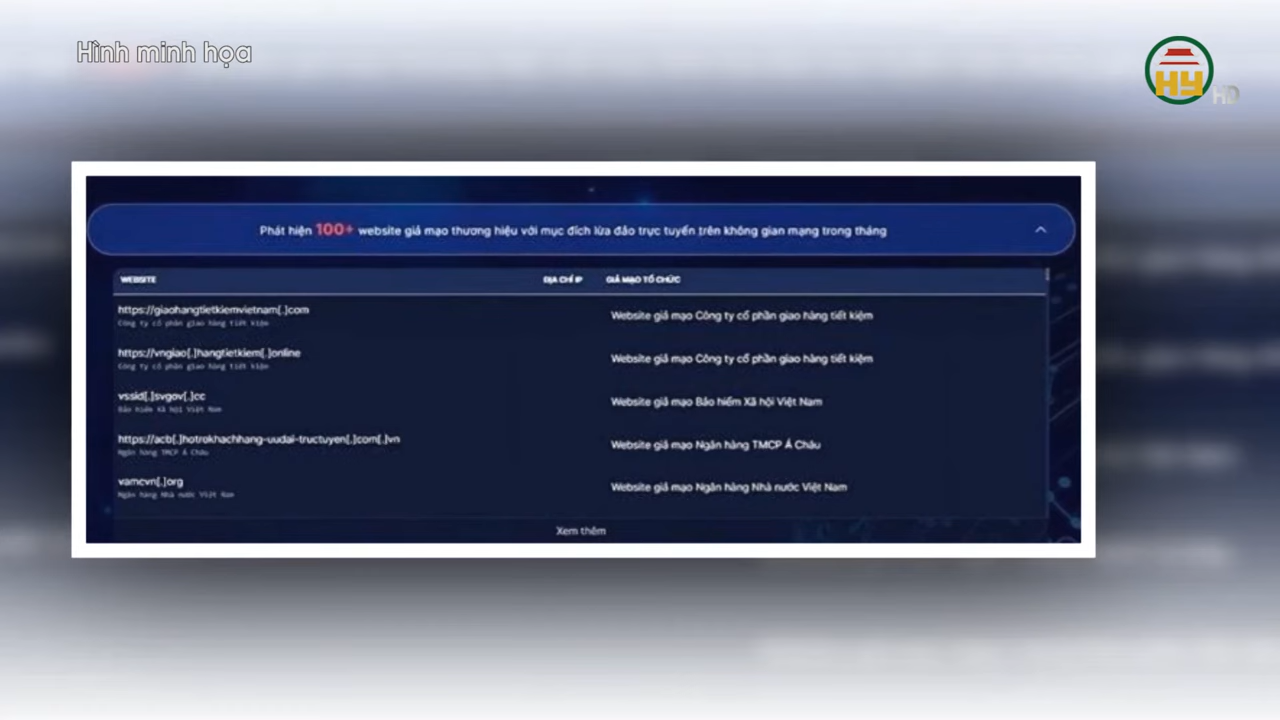 Hình minh họa
HY
HD
Phát hiện 100+ website giả mạo thương hiệu với mục đích lừa đảo trực tuyến trên không gian mạng trong tháng
WEBSITE ĐỊA CHỈ IP GIẢ MẠO TỔ CHỨC
https://giaohangtietkiemvietnam[.]com
Công ty cổ phần giao hàng tiết kiệm
Website giả mạo Công ty cổ phần giao hàng tiết kiệm
https://vngiao[.]hangtietkiem[.]online
Công ty cổ phần giao hàng tiết kiệm
Website giả mạo Công ty cổ phần giao hàng tiết kiệm
vssid[.]svgov[.]cc
Bảo hiểm Xã hội Việt Nam
Website giả mạo Bảo hiểm Xã hội Việt Nam
https://acb[.]hotrokhachhang-uudai-tructuyen[.]com[.]vn
Ngân hàng TMCP Á Châu
Website giả mạo Ngân hàng TMCP Á Châu
vamcvn[.]org
Ngân hàng Nhà nước Việt Nam
Website giả mạo Ngân hàng Nhà nước Việt Nam
Xem thêm